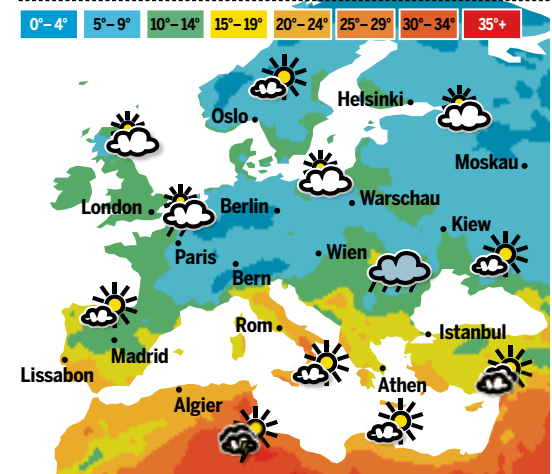 0°– 4° 5°– 9° 10°– 14° 15°– 19° 20°– 24° 25°– 29° 30°– 34° 35°+
Oslo
Helsinki
Moskau
London
Berlin
Warschau
Kiew
Paris
Wien
Bern
Rom
Istanbul
Madrid
Lissabon
Athen
Algier